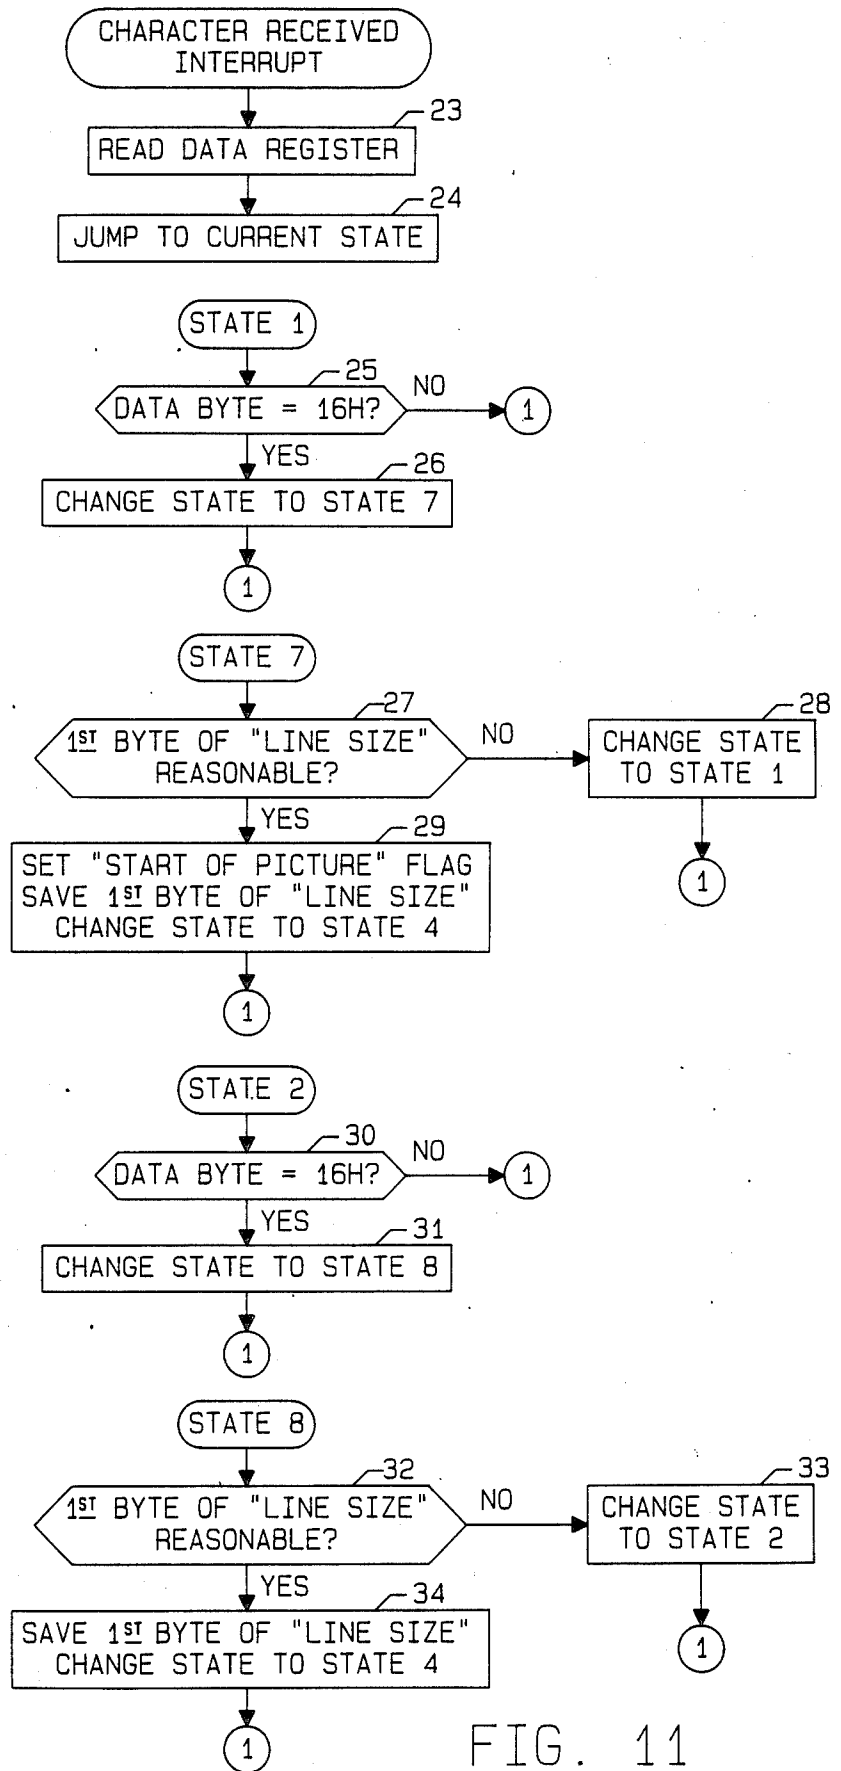 CHARACTER RECEIVED
INTERRUPT
23
READ DATA REGISTER
24
JUMP TO CURRENT STATE
STATE 1
25
DATA BYTE = 16H?
NO
1
YES
26
CHANGE STATE TO STATE 7
1
STATE 7
27
1ST BYTE OF "LINE SIZE"
REASONABLE?
NO
28
CHANGE STATE
TO STATE 1
1
YES
29
SET "START OF PICTURE" FLAG
SAVE 1ST BYTE OF "LINE SIZE"
CHANGE STATE TO STATE 4
1
STATE 2
30
DATA BYTE = 16H?
NO
1
YES
31
CHANGE STATE TO STATE 8
1
STATE 8
32
1ST BYTE OF "LINE SIZE"
REASONABLE?
NO
33
CHANGE STATE
TO STATE 2
1
YES
34
SAVE 1ST BYTE OF "LINE SIZE"
CHANGE STATE TO STATE 4
1
FIG. 11